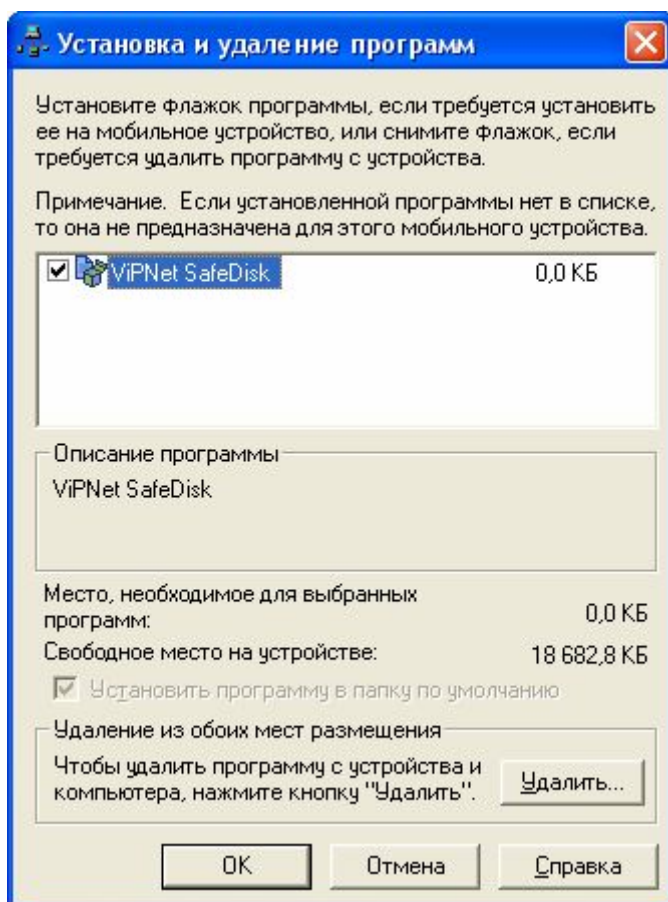 Установка и удаление программ
Установите флажок программы, если требуется установить
ее на мобильное устройство, или снимите флажок, если
требуется удалить программу с устройства.
Примечание. Если установленной программы нет в списке,
то она не предназначена для этого мобильного устройства.
ViPNet SafeDisk 0,0 КБ
Описание программы
ViPNet SafeDisk
Место, необходимое для выбранных
программ: 0,0 КБ
Свободное место на устройстве: 18 682,8 КБ
Установить программу в папку по умолчанию
Удаление из обоих мест размещения
Чтобы удалить программу с устройства и
компьютера, нажмите кнопку "Удалить".
Удалить...
OK Отмена Справка